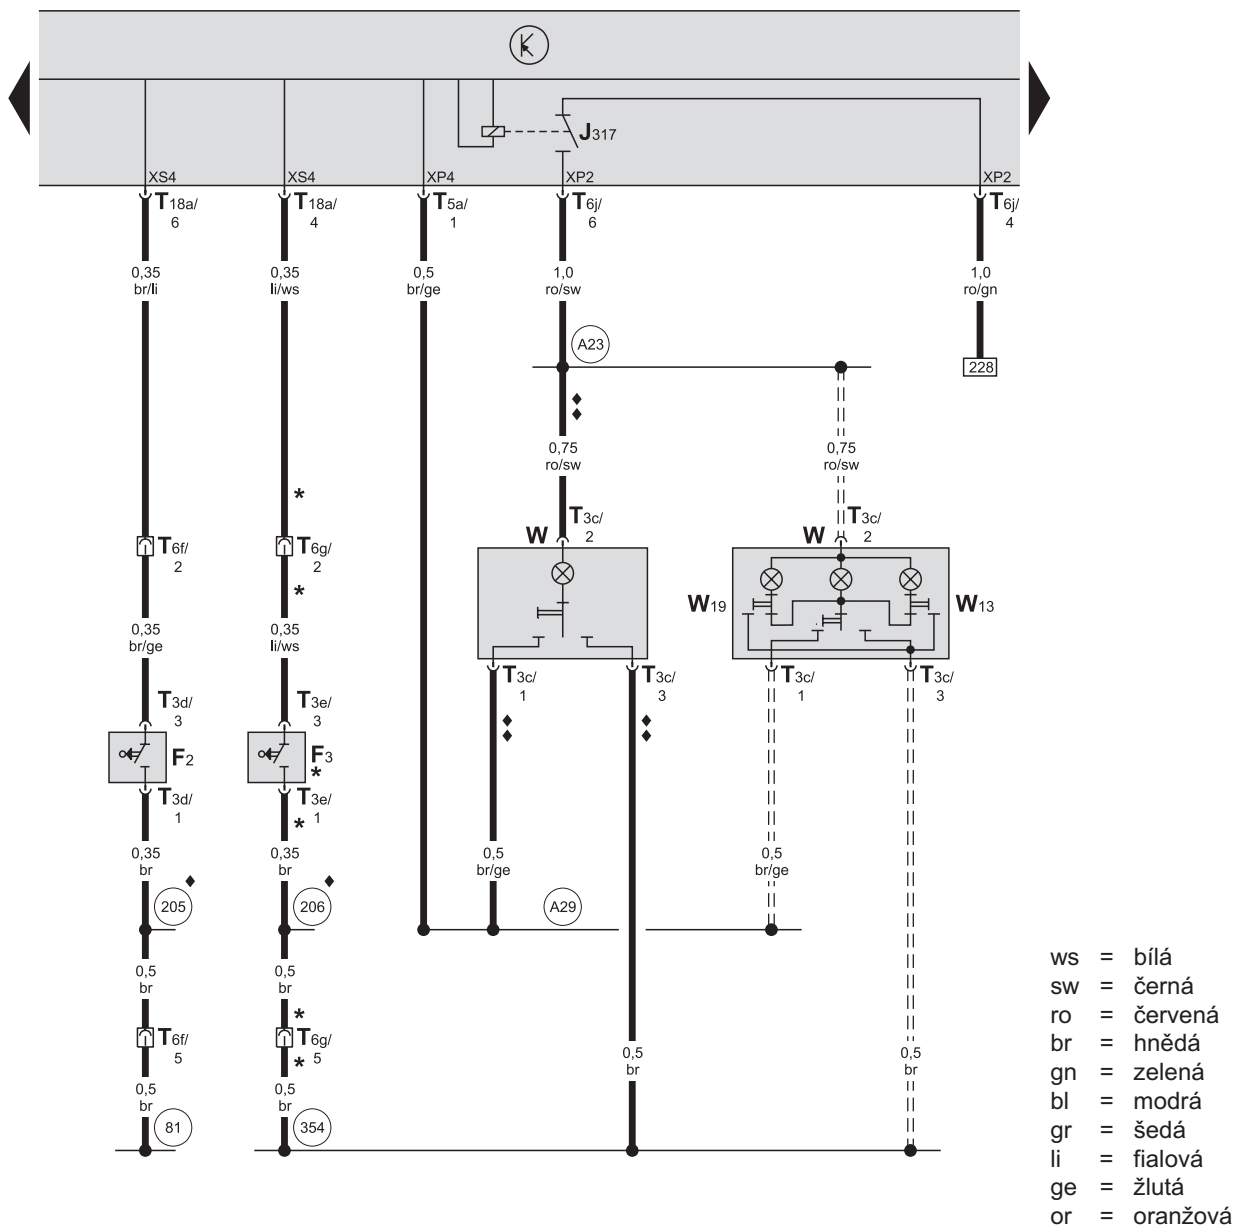 K
J317
XS4 XS4 XP4 XP2 XP2
T18a/ T18a/ T5a/ T6j/ T6j/
6 4 1 6 4
0,35 0,35 0,5 1,0 1,0
br/li li/ws br/ge ro/sw ro/gn
A23
228
0,75 0,75
ro/sw ro/sw
*
W T3c/ W T3c/
2 2
T6f/ T6g/
2 2
*
W19 W13
0,35 0,35
br/ge li/ws
T3c/ T3c/ T3c/ T3c/
1 3 1 3
T3d/ T3e/
3 3
F2 F3
*
T3d/ T3e/
1 1
*
0,35 0,35 0,5 0,5
br br br/ge br/ge
205 206 A29
0,5 0,5
br br
*
T6f/ T6g/
5 5
*
0,5 0,5
br br
0,5 0,5
br br
81 354
ws = bílá
sw = černá
ro = červená
br = hnědá
gn = zelená
bl = modrá
gr = šedá
li = fialová
ge = žlutá
or = oranžová